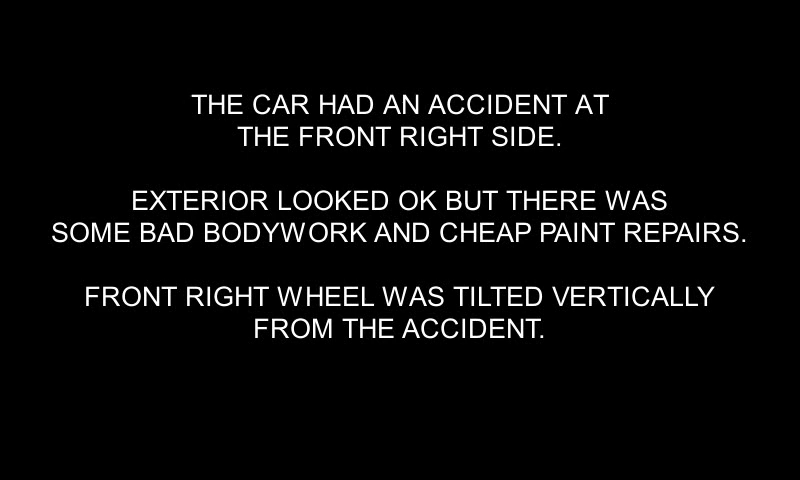 THE CAR HAD AN ACCIDENT AT
THE FRONT RIGHT SIDE.
EXTERIOR LOOKED OK BUT THERE WAS
SOME BAD BODYWORK AND CHEAP PAINT REPAIRS.
FRONT RIGHT WHEEL WAS TILTED VERTICALLY
FROM THE ACCIDENT.